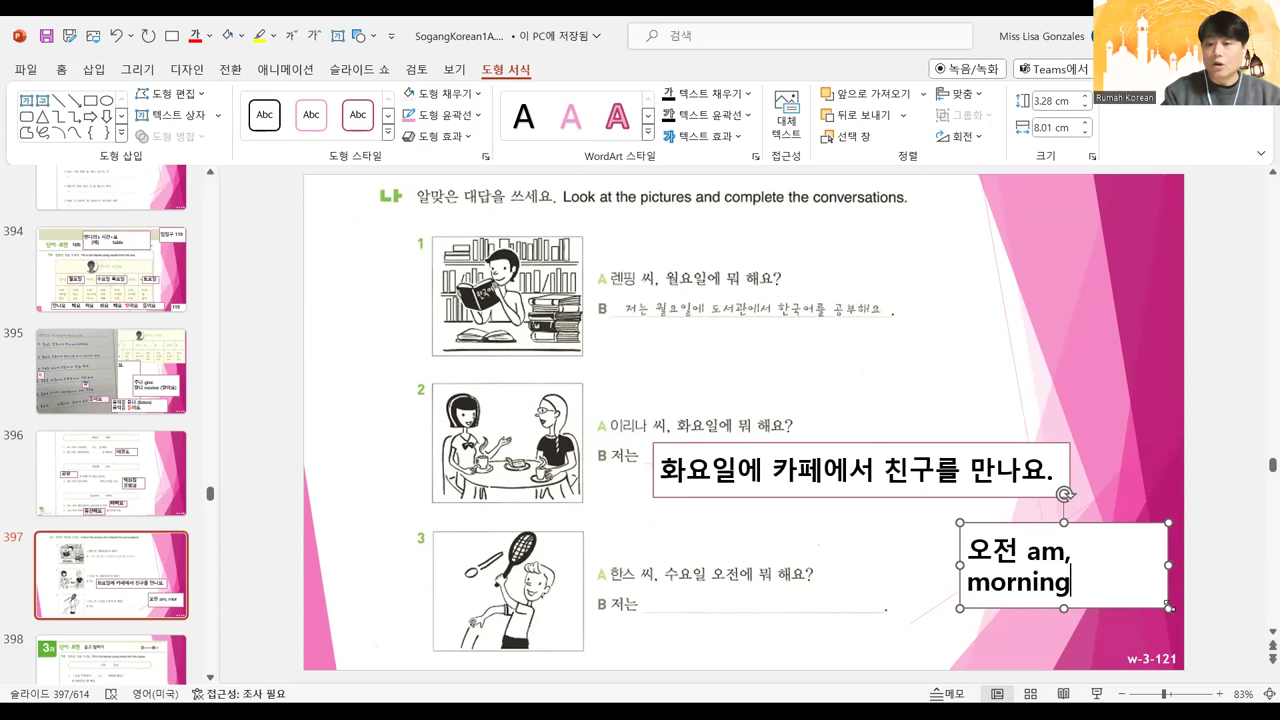 SogangKorean1A.... • 이 PC에 저장됨
검색
Miss Lisa Gonzales
파일 홈 삽입 그리기 디자인 전환 애니메이션 슬라이드 쇼 검토 보기 도형 서식
녹음/녹화
Teams에서
Rumah Korean
도형 편집
텍스트 상자
도형 병합
도형 삽입
Abc Abc Abc
도형 채우기
도형 윤곽선
도형 효과
도형 스타일
A A A
텍스트 채우기
텍스트 윤곽선
텍스트 효과
WordArt 스타일
대체
텍스트
접근성
앞으로 가져오기
뒤로 보내기
선택 창
맞춤
그룹화
회전
정렬
3.28 cm
8.01 cm
크기
394
395
396
397
398
나 알맞은 대답을 쓰세요. Look at the pictures and complete the conversations.
1
한국어
A 렌핑 씨, 월요일에 뭐 해요?
B 저는 월요일에 도서관에서 한국어를 공부해요.
2
A 이리나 씨, 화요일에 뭐 해요?
B 저는
화요일에 카페에서 친구를 만나요.
오전 am,
morning
3
A 한스 씨, 수요일 오전에 뭐 해요?
B 저는 .
w-3-121
슬라이드 397/614
영어(미국)
접근성: 조사 필요
메모
83%